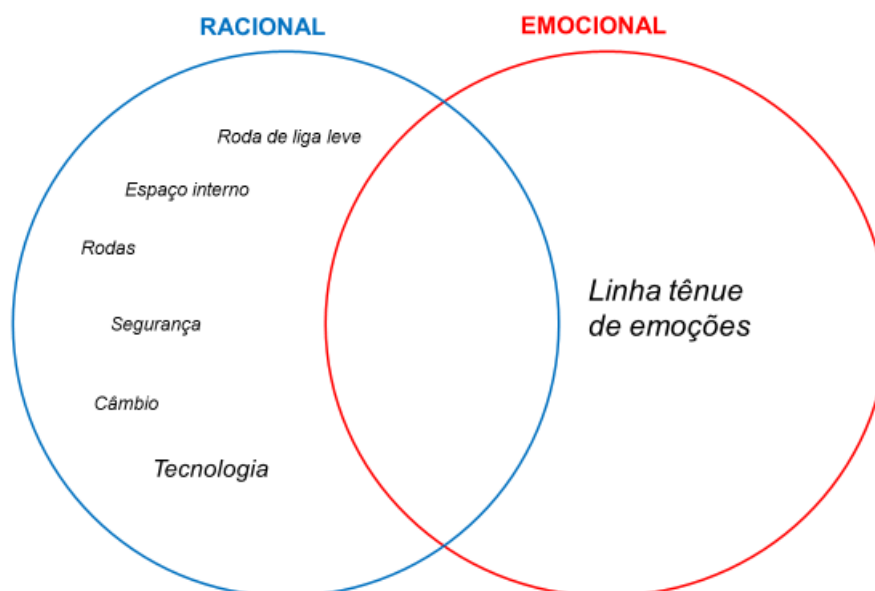 RACIONAL
EMOCIONAL
Roda de liga leve
Espaço interno
Rodas
Segurança
Câmbio
Tecnologia
Linha tênue
de emoções